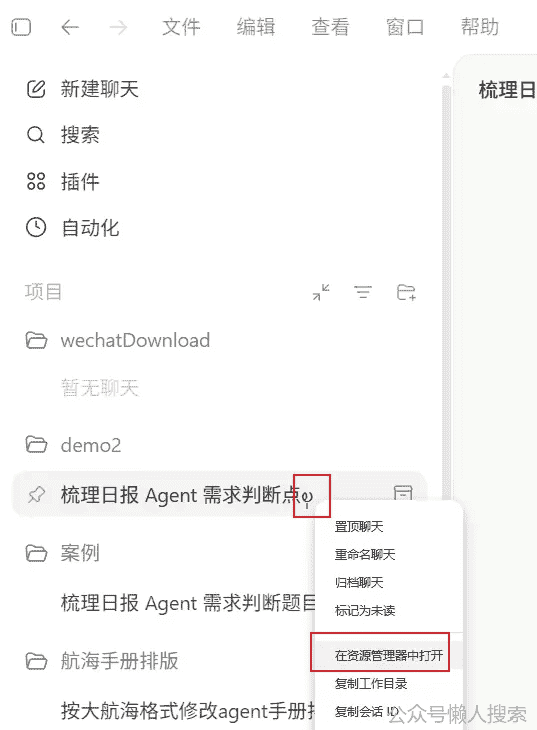 文件 编辑 查看 窗口 帮助
新建聊天
梳理日
搜索
插件
自动化
项目
wechatDownload
暂无聊天
demo2
梳理日报 Agent 需求判断点
置顶聊天
重命名聊天
案例
归档聊天
梳理日报 Agent 需求判断题目
标记为未读
在资源管理器中打开
航海手册排版
复制工作目录
按大航海格式修改agent手册排
复制会话 ID
公众号懒人搜索